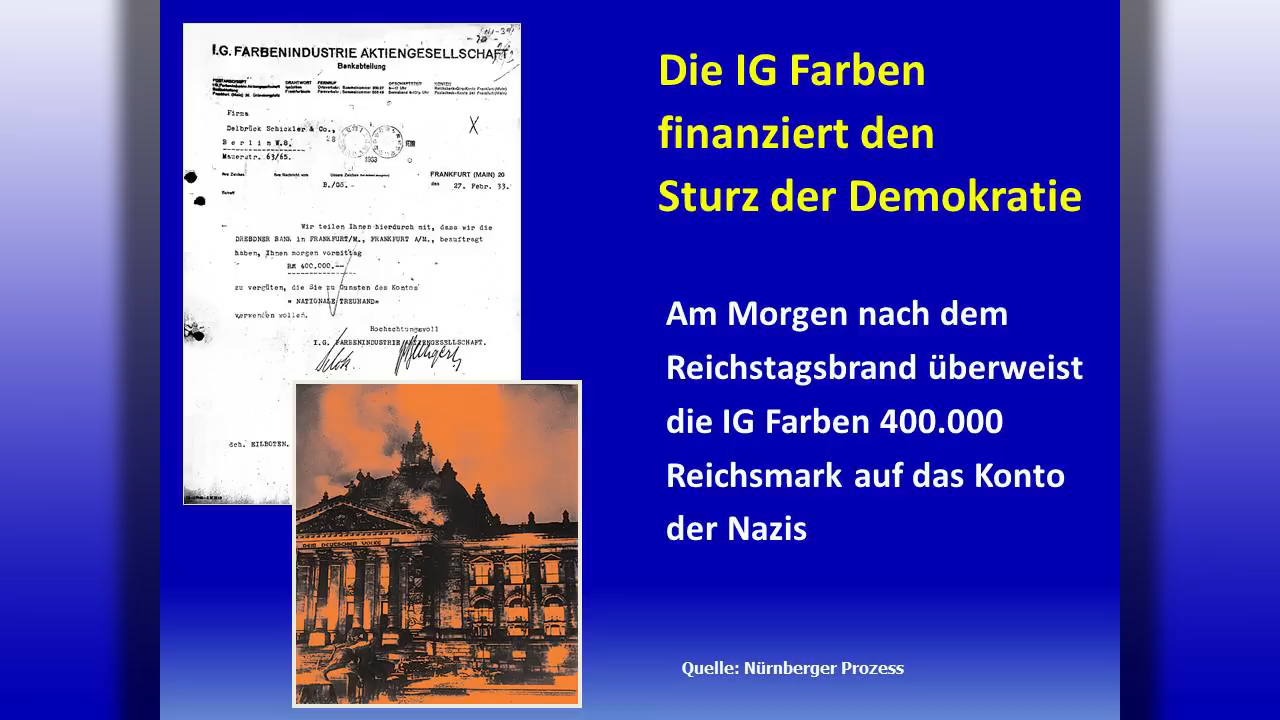 I.G. FARBENINDUSTRIE AKTIENGESELLSCHAFT
Bankabteilung
Firma
Delbrück Schickler & Co.,
Berlin W.8.
Mauerstr. 63/65.
1933
FRANKFURT (MAIN) 20
B./Gö.-
den 27. Febr. 33.
Wir teilen Ihnen hierdurch mit, dass wir die
DRESDNER BANK in FRANKFURT/M., FRANKFURT A/M., beauftragt
haben, Ihnen morgen vormittag
RM 400.000.--
zu vergüten, die Sie zu Gunsten des Kontos
"NATIONALE TREUHAND"
verwenden wollen.
Hochachtungsvoll
I.G. FARBENINDUSTRIE AKTIENGESELLSCHAFT.
dch. EILBOTEN.
DEM DEUTSCHEN VOLKE
Die IG Farben
finanziert den
Sturz der Demokratie
Am Morgen nach dem
Reichstagsbrand überweist
die IG Farben 400.000
Reichsmark auf das Konto
der Nazis
Quelle: Nürnberger Prozess